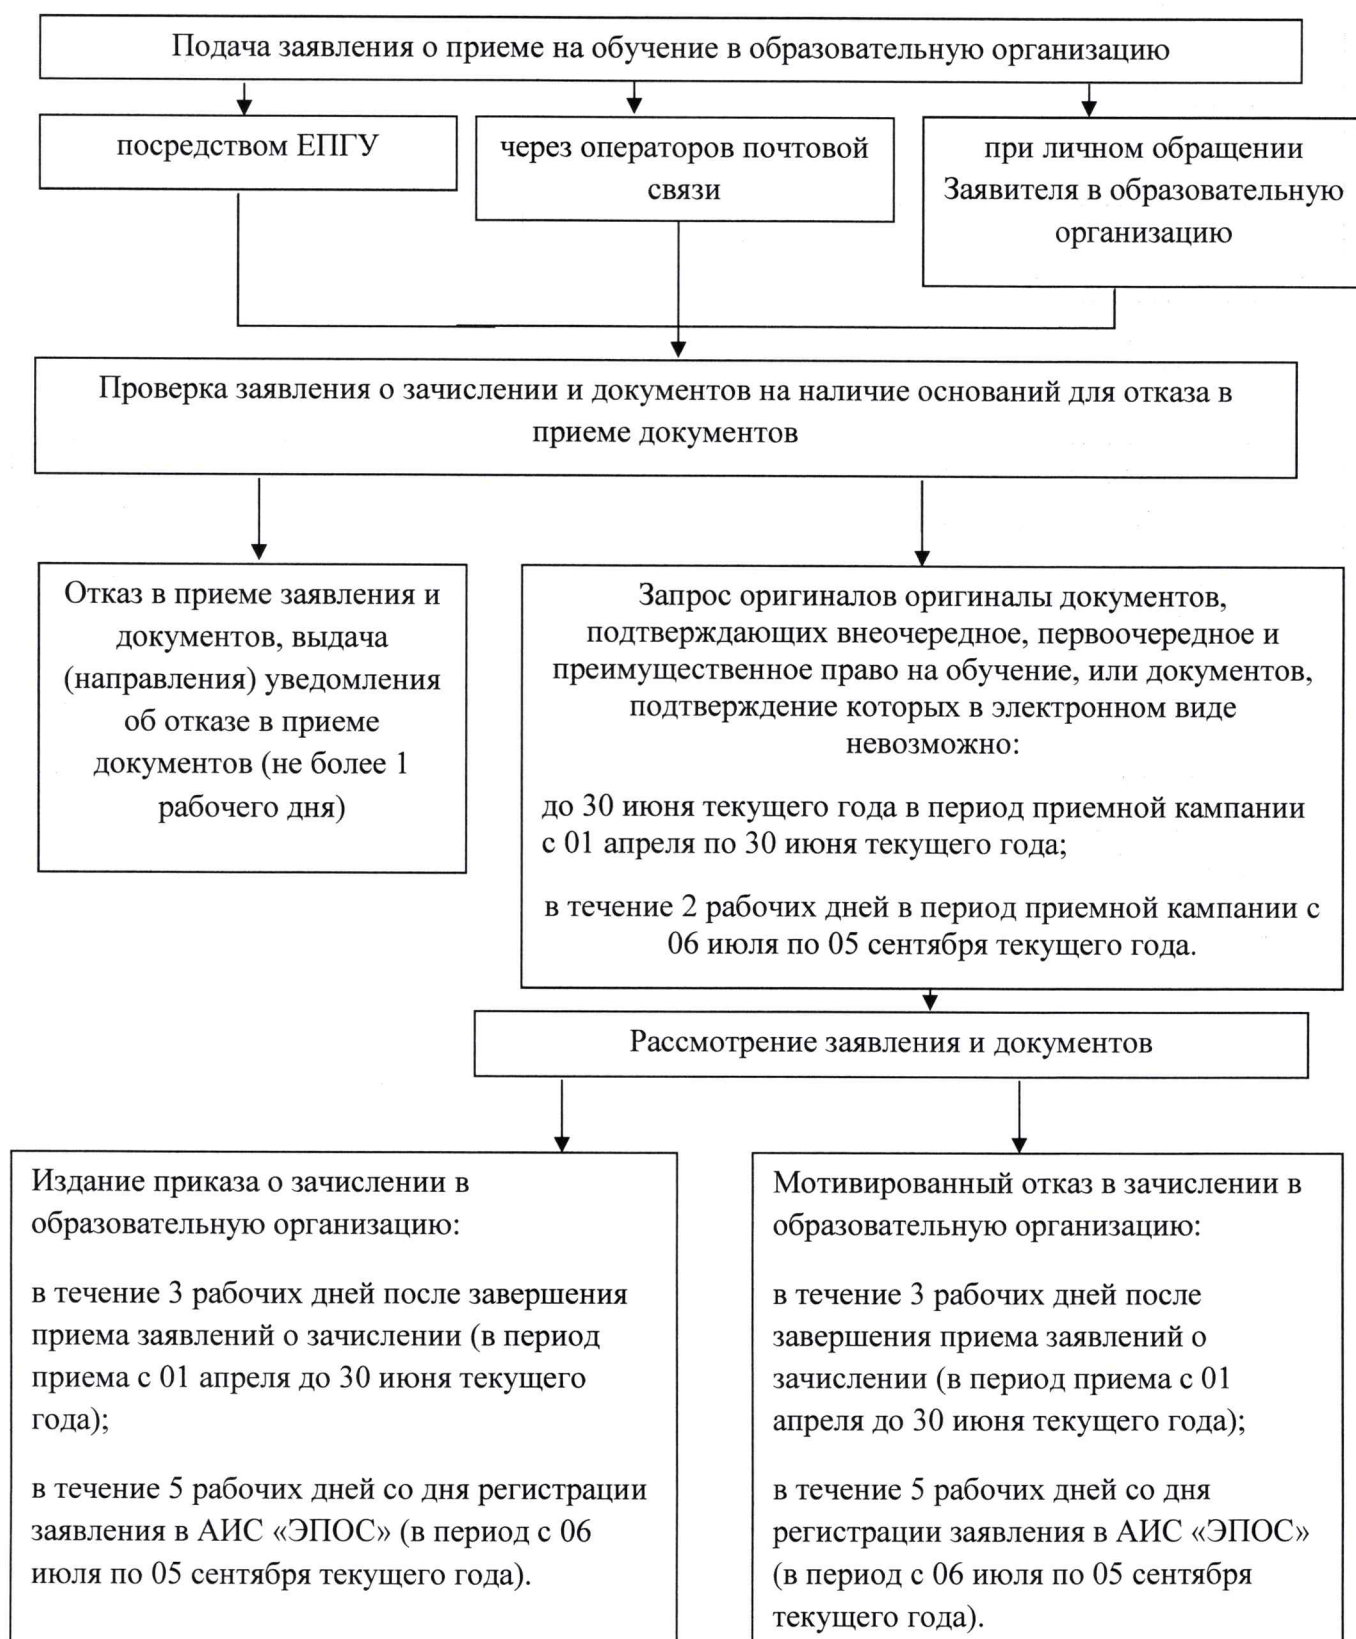 Подача заявления о приеме на обучение в образовательную организацию
посредством ЕПГУ
через операторов почтовой
связи
при личном обращении
Заявителя в образовательную
организацию
Проверка заявления о зачислении и документов на наличие оснований для отказа в
приеме документов
Отказ в приеме заявления и
документов, выдача
(направления) уведомления
об отказе в приеме
документов (не более 1
рабочего дня)
Запрос оригиналов оригиналы документов,
подтверждающих внеочередное, первоочередное и
преимущественное право на обучение, или документов,
подтверждение которых в электронном виде
невозможно:
до 30 июня текущего года в период приемной кампании
с 01 апреля по 30 июня текущего года;
в течение 2 рабочих дней в период приемной кампании с
06 июля по 05 сентября текущего года.
Рассмотрение заявления и документов
Издание приказа о зачислении в
образовательную организацию:
в течение 3 рабочих дней после завершения
приема заявлений о зачислении (в период
приема с 01 апреля до 30 июня текущего
года);
в течение 5 рабочих дней со дня регистрации
заявления в АИС «ЭПОС» (в период с 06
июля по 05 сентября текущего года).
Мотивированный отказ в зачислении в
образовательную организацию:
в течение 3 рабочих дней после
завершения приема заявлений о
зачислении (в период приема с 01
апреля до 30 июня текущего года);
в течение 5 рабочих дней со дня
регистрации заявления в АИС «ЭПОС»
(в период с 06 июля по 05 сентября
текущего года).